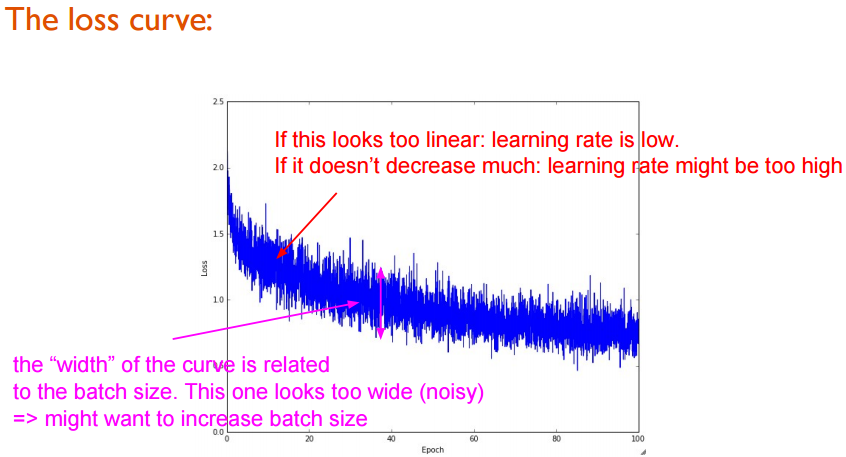 The loss curve:
2.5
If this looks too linear: learning rate is low.
If it doesn't decrease much: learning rate might be too high
2.0
1.5
Loss
1.0
the “width” of the curve is related
to the batch size. This one looks too wide (noisy)
=> might want to increase batch size
0.0
0 20 40 60 80 100
Epoch